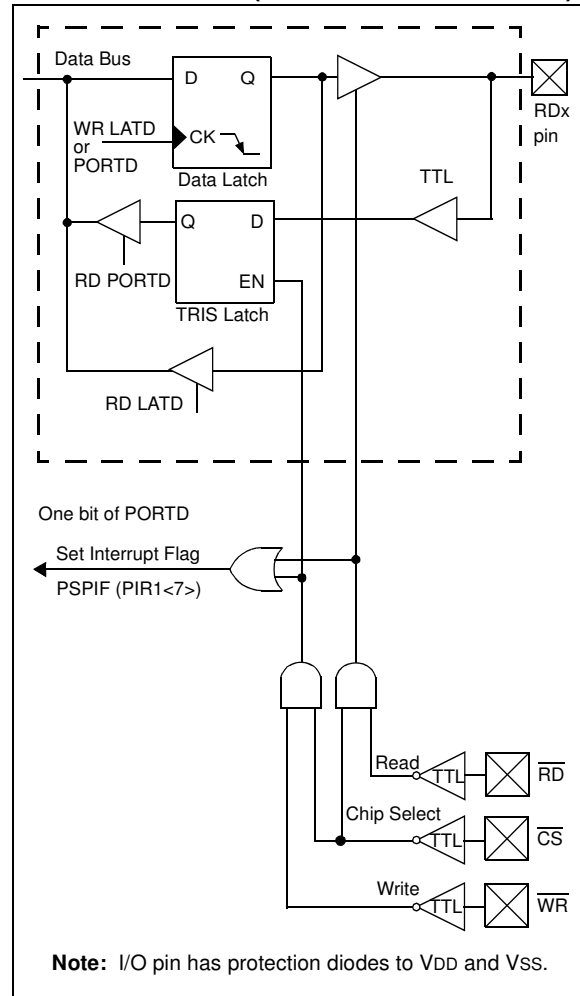 Data Bus
D Q
WR LATD
or
PORTD
CK
Data Latch
RDx
pin
TTL
Q D
RD PORTD
EN
TRIS Latch
RD LATD
One bit of PORTD
Set Interrupt Flag
PSPIF (PIR1<7>)
Read
TTL
RD
Chip Select
TTL
CS
Write
TTL
WR
Note: I/O pin has protection diodes to VDD and VSS.